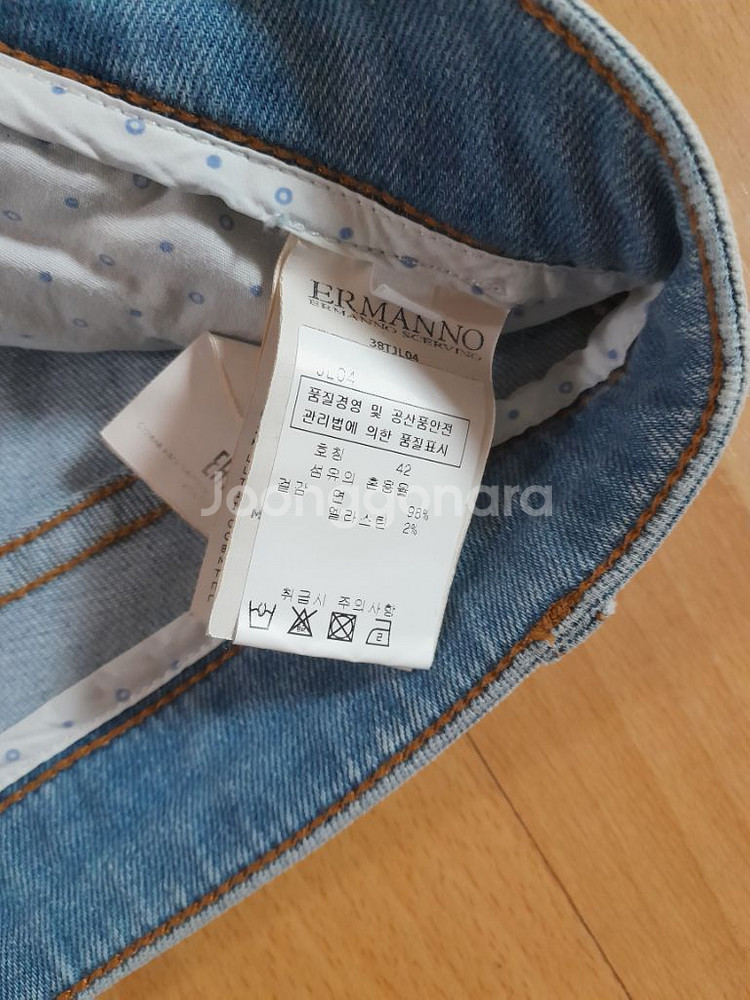 ERMANNO
ERMANNO SCERVINO
38TJL04
JL04
품질경영 및 공산품안전
관리법에 의한 품질표시
호칭 42
섬유의 혼용율
겉감 면 98%
엘라스틴 2%
취급시 주의사항
Joonggonara